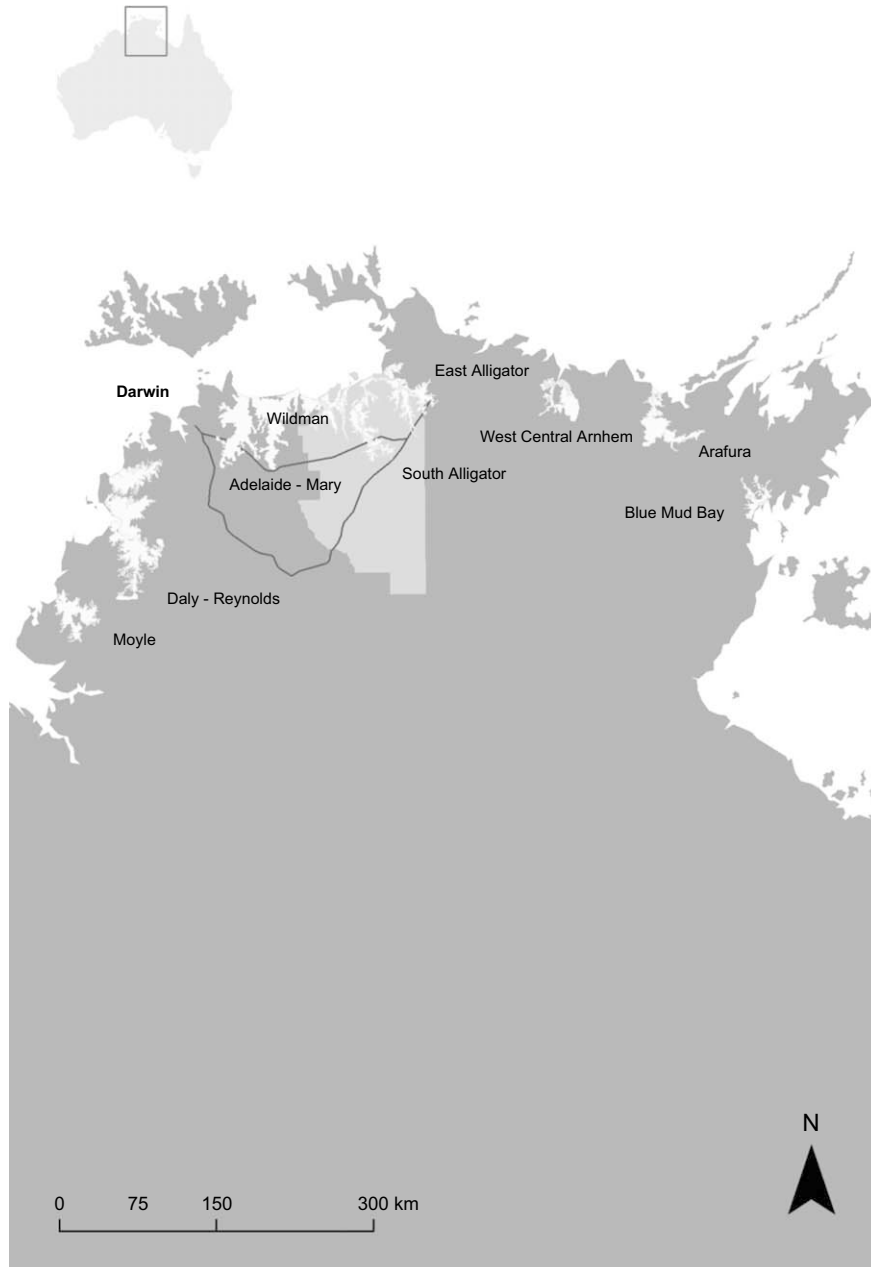 East Alligator
Darwin
Wildman
West Central Arnhem
Arafura
South Alligator
Adelaide - Mary
Blue Mud Bay
Daly - Reynolds
Moyle
N
0 75 150 300 km